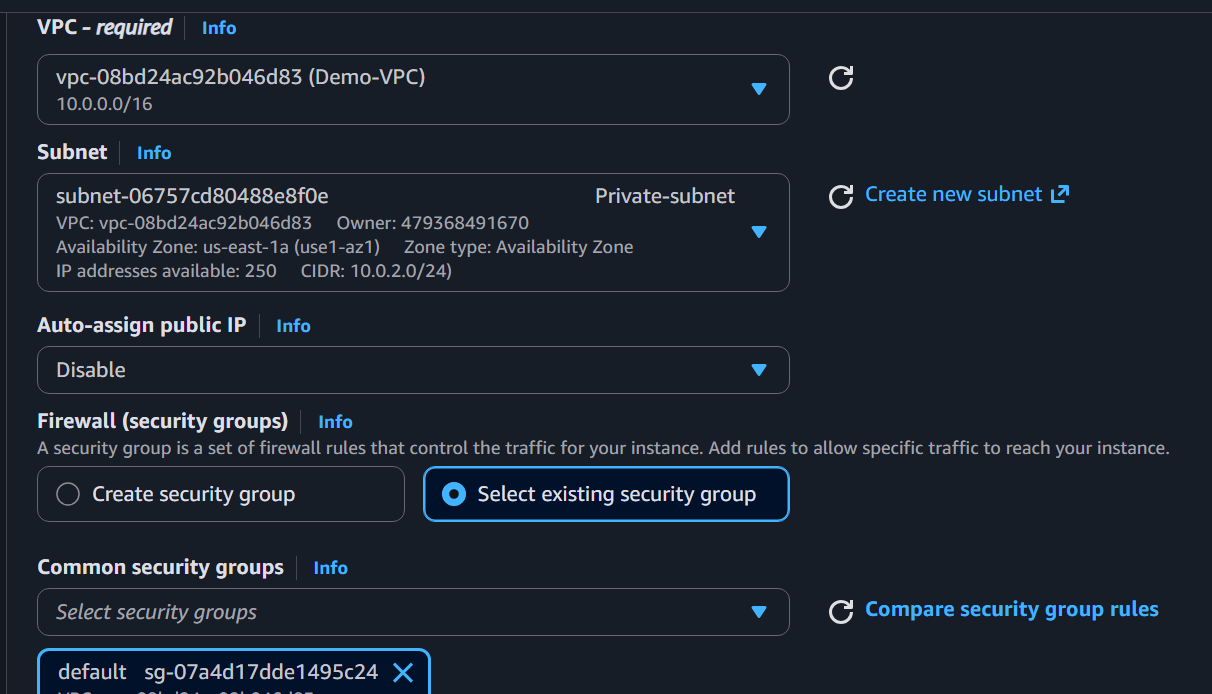 VPC - required Info
vpc-08bd24ac92b046d83 (Demo-VPC)
10.0.0.0/16
Subnet Info
subnet-06757cd80488e8f0e Private-subnet
VPC: vpc-08bd24ac92b046d83 Owner: 479368491670
Availability Zone: us-east-1a (use1-az1) Zone type: Availability Zone
IP addresses available: 250 CIDR: 10.0.2.0/24)
Create new subnet
Auto-assign public IP Info
Disable
Firewall (security groups) Info
A security group is a set of firewall rules that control the traffic for your instance. Add rules to allow specific traffic to reach your instance.
Create security group Select existing security group
Common security groups Info
Select security groups
Compare security group rules
default sg-07a4d17dde1495c24